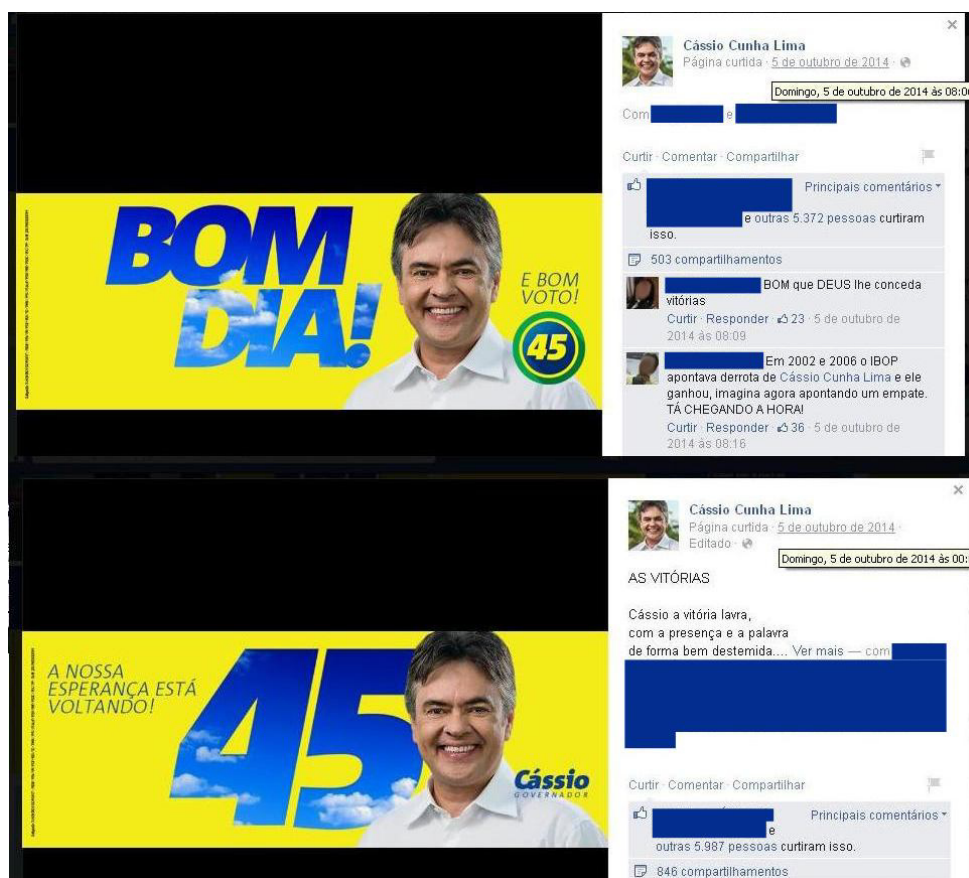 Cássio Cunha Lima
Página curtida · 5 de outubro de 2014 ·
Domingo, 5 de outubro de 2014 às 08:0
Com e
Curtir · Comentar · Compartilhar
Principais comentários
e outras 5.372 pessoas curtiram
isso.
503 compartilhamentos
BOM que DEUS lhe conceda
vitórias
Curtir · Responder · 23 · 5 de outubro de
2014 às 08:09
Em 2002 e 2006 o IBOP
apontava derrota de Cássio Cunha Lima e ele
ganhou, imagina agora apontando um empate.
TÁ CHEGANDO A HORA!
Curtir · Responder · 36 · 5 de outubro de
2014 às 08:16
BOM
DIA!
E BOM
VOTO!
45
Cássio Cunha Lima
Página curtida · 5 de outubro de 2014 ·
Editado ·
Domingo, 5 de outubro de 2014 às 00:
AS VITÓRIAS
Cássio a vitória lavra,
com a presença e a palavra
de forma bem destemida.... Ver mais — com
Curtir · Comentar · Compartilhar
Principais comentários
e
outras 5.987 pessoas curtiram isso.
846 compartilhamentos
A NOSSA
ESPERANÇA ESTÁ
VOLTANDO!
45
Cássio
GOVERNADOR